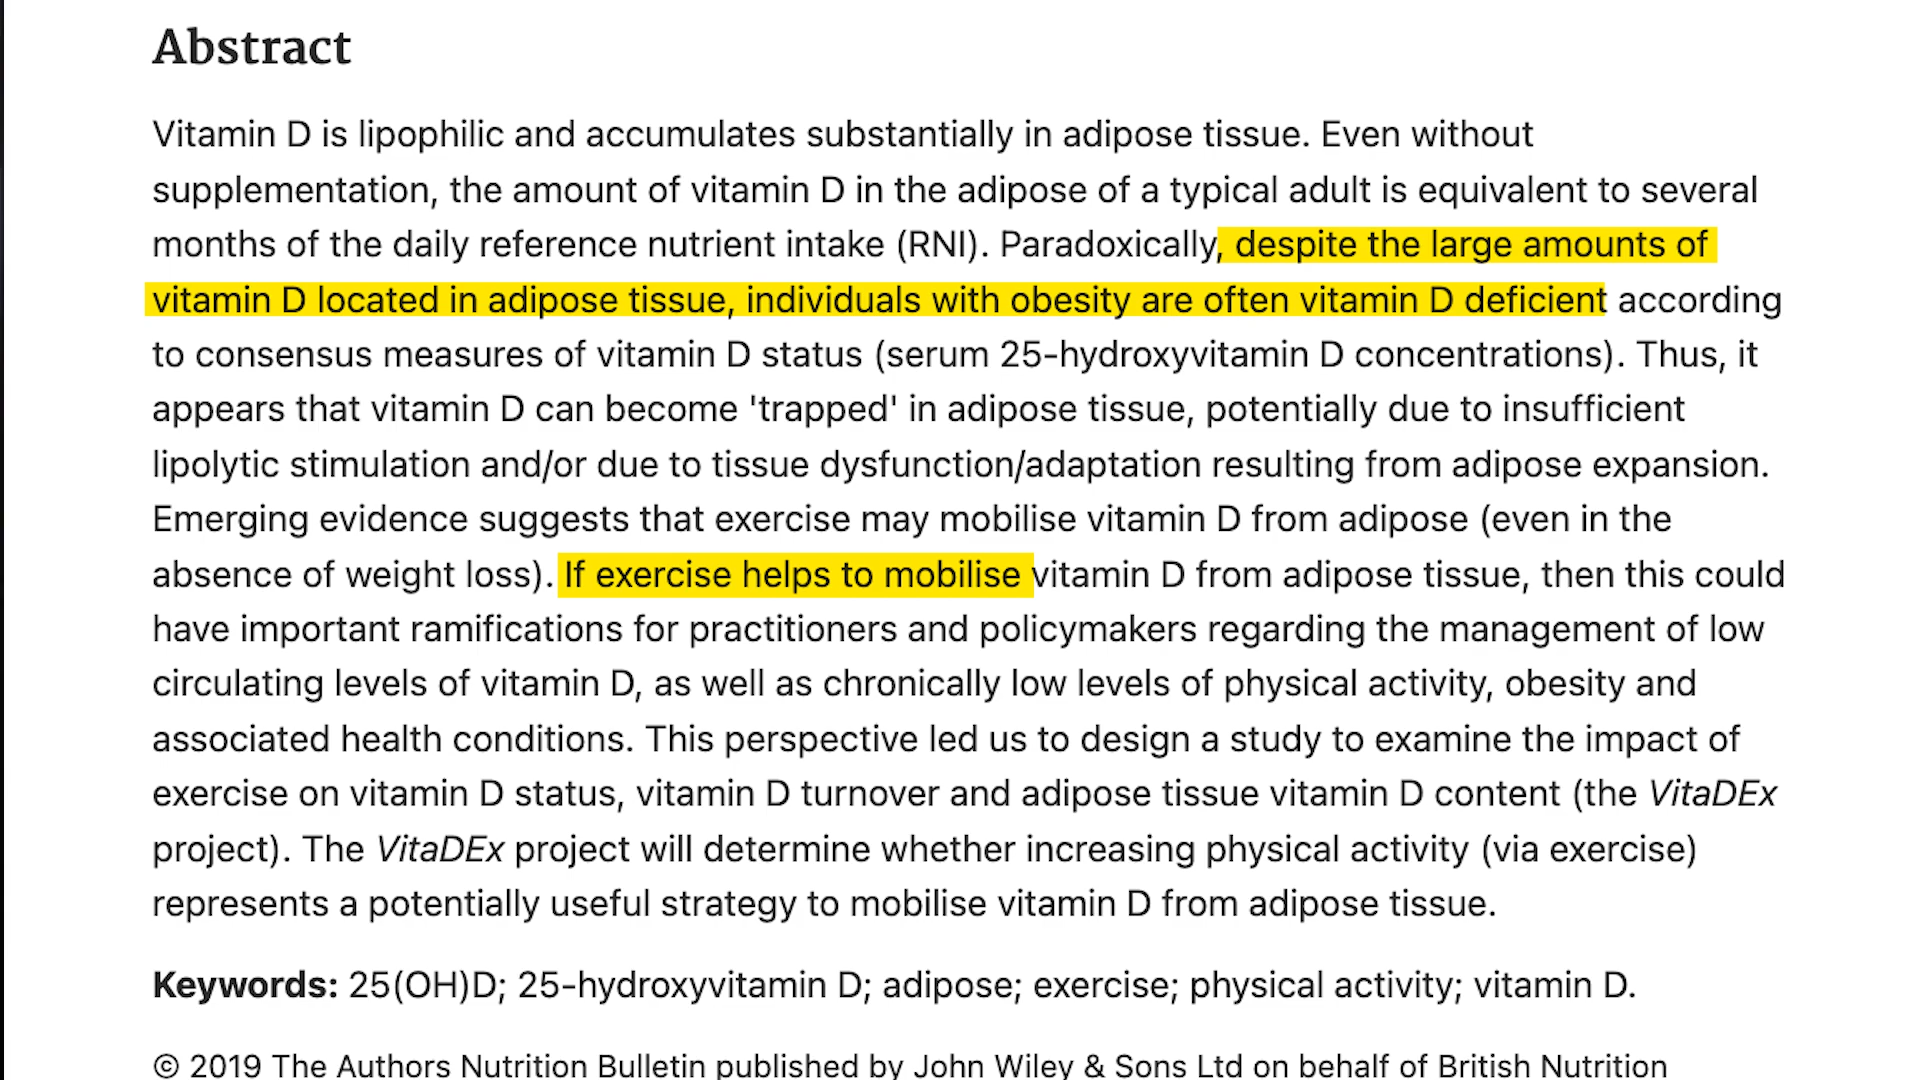 Abstract
Vitamin D is lipophilic and accumulates substantially in adipose tissue. Even without
supplementation, the amount of vitamin D in the adipose of a typical adult is equivalent to several
months of the daily reference nutrient intake (RNI). Paradoxically, despite the large amounts of
vitamin D located in adipose tissue, individuals with obesity are often vitamin D deficient according
to consensus measures of vitamin D status (serum 25-hydroxyvitamin D concentrations). Thus, it
appears that vitamin D can become 'trapped' in adipose tissue, potentially due to insufficient
lipolytic stimulation and/or due to tissue dysfunction/adaptation resulting from adipose expansion.
Emerging evidence suggests that exercise may mobilise vitamin D from adipose (even in the
absence of weight loss). If exercise helps to mobilise vitamin D from adipose tissue, then this could
have important ramifications for practitioners and policymakers regarding the management of low
circulating levels of vitamin D, as well as chronically low levels of physical activity, obesity and
associated health conditions. This perspective led us to design a study to examine the impact of
exercise on vitamin D status, vitamin D turnover and adipose tissue vitamin D content (the VitaDEx
project). The VitaDEx project will determine whether increasing physical activity (via exercise)
represents a potentially useful strategy to mobilise vitamin D from adipose tissue.
Keywords: 25(OH)D; 25-hydroxyvitamin D; adipose; exercise; physical activity; vitamin D.
© 2019 The Authors Nutrition Bulletin published by John Wiley & Sons Ltd on behalf of British Nutrition